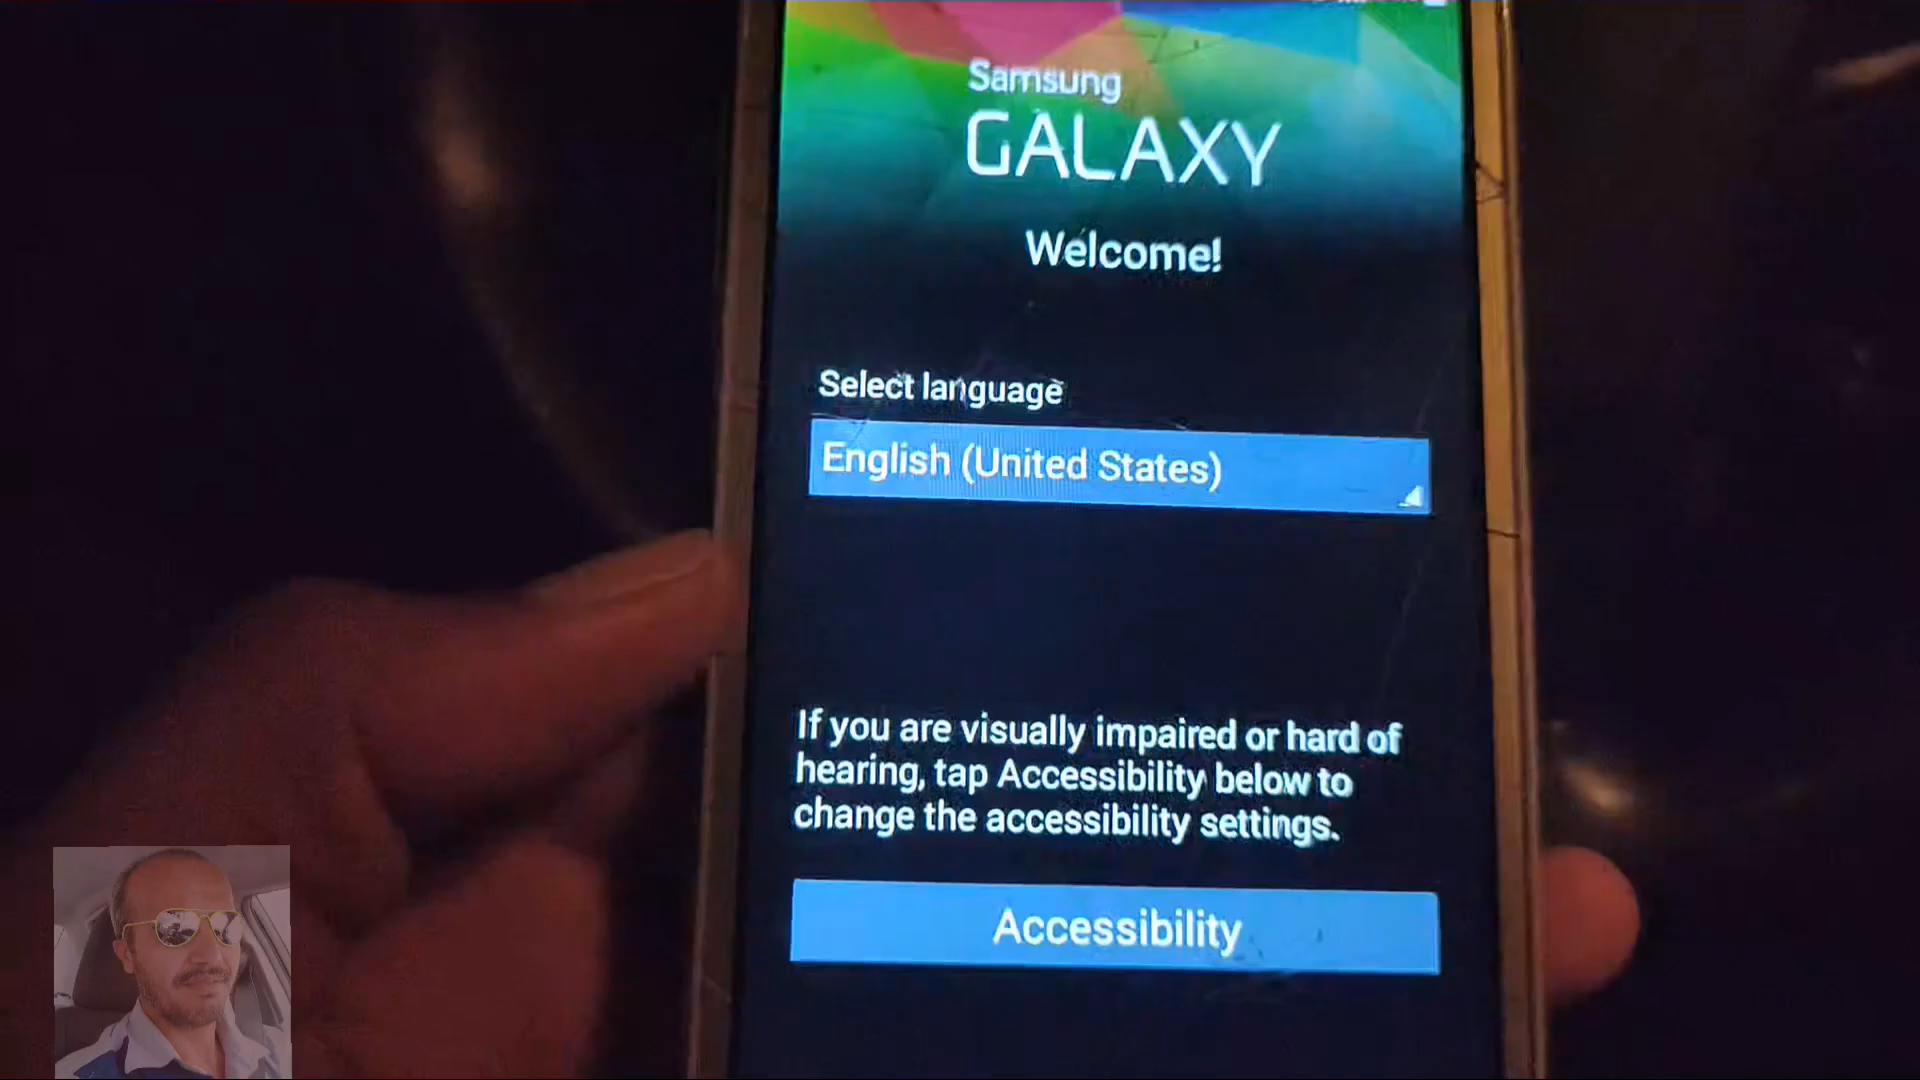 Samsung
GALAXY
Welcome!
Select language
English (United States)
If you are visually impaired or hard of
hearing, tap Accessibility below to
change the accessibility settings.
Accessibility